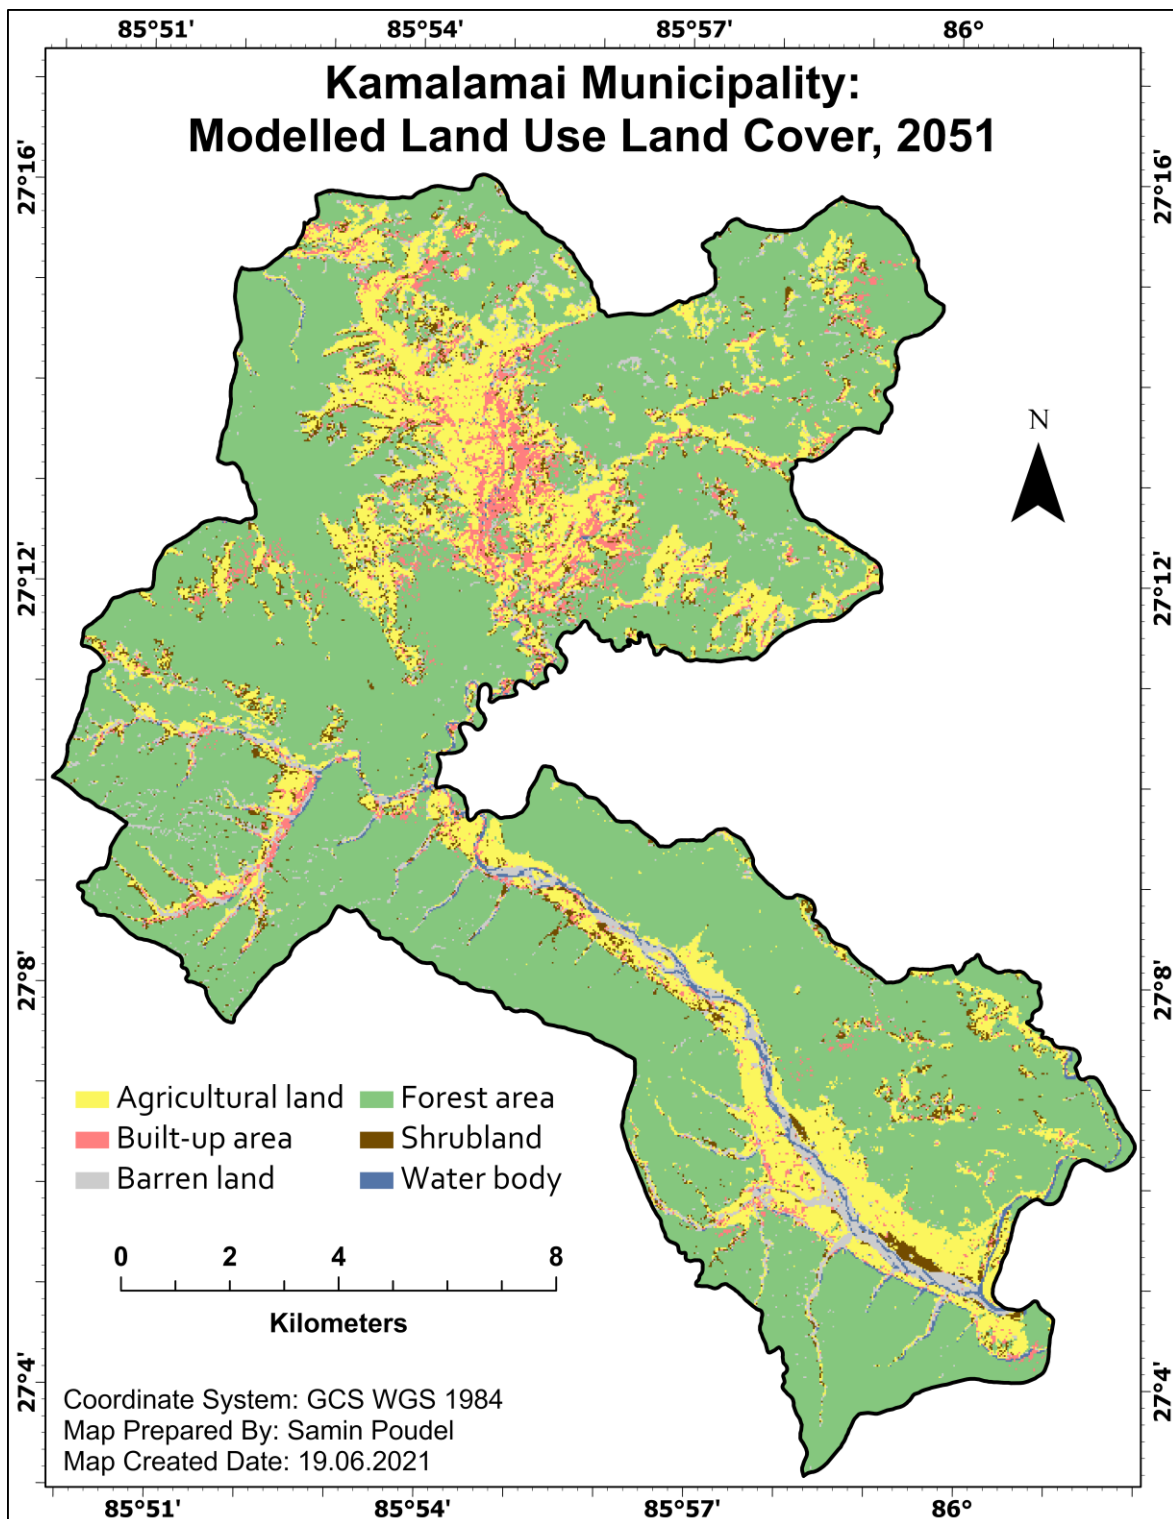 85°51' 85°54' 85°57' 86°
Kamalamai Municipality:
Modelled Land Use Land Cover, 2051
27°16' 27°16'
N
27°12' 27°12'
27°8' 27°8'
Agricultural land Forest area
Built-up area Shrubland
Barren land Water body
0 2 4 6 8
Kilometers
27°4' 27°4'
Coordinate System: GCS WGS 1984
Map Prepared By: Samin Poudel
Map Created Date: 19.06.2021
85°51' 85°54' 85°57' 86°